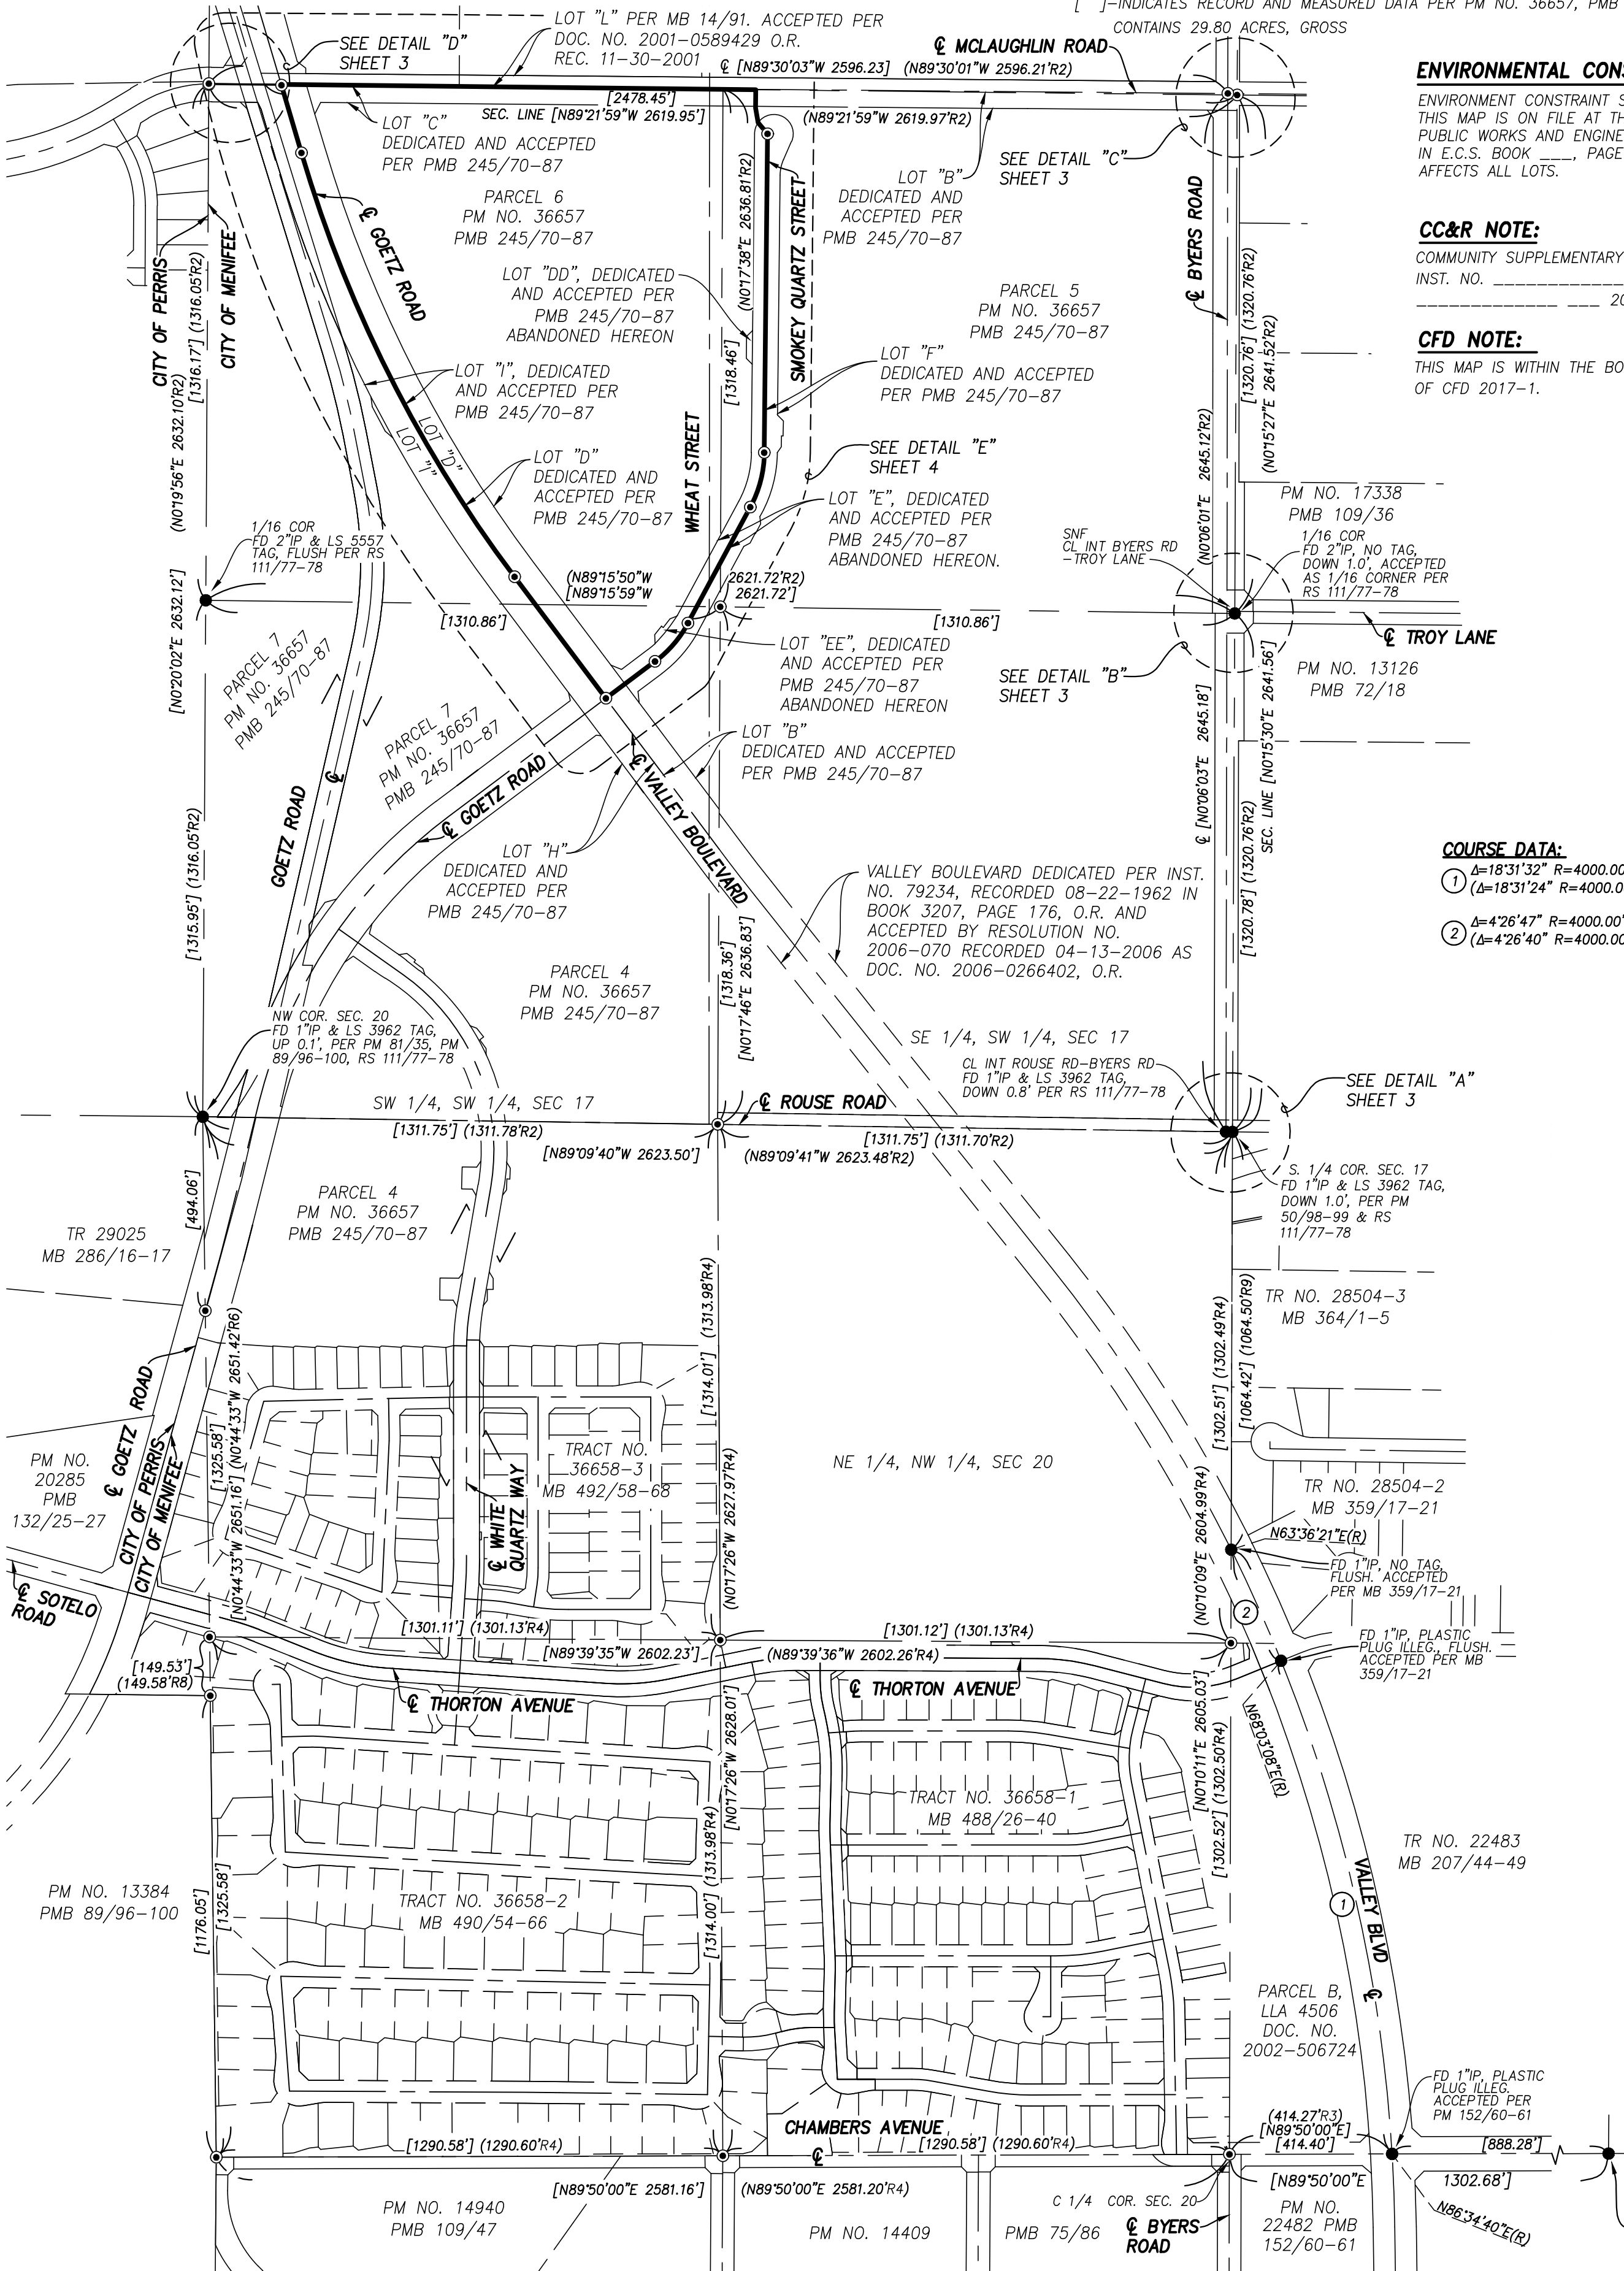 [ ]-INDICATES RECORD AND MEASURED DATA PER PM NO. 36657, PMB
CONTAINS 29.80 ACRES, GROSS
LOT "L" PER MB 14/91. ACCEPTED PER
DOC. NO. 2001-0589429 O.R.
REC. 11-30-2001
SEE DETAIL "D"
SHEET 3
℄ MCLAUGHLIN ROAD
℄ [N89°30'03"W 2596.23] (N89°30'01"W 2596.21'R2)
[2478.45']
SEC. LINE [N89°21'59"W 2619.95']
(N89°21'59"W 2619.97'R2)
LOT "C"
DEDICATED AND ACCEPTED
PER PMB 245/70-87
SEE DETAIL "C"
SHEET 3
LOT "B"
DEDICATED AND
ACCEPTED PER
PMB 245/70-87
ENVIRONMENTAL CONS
ENVIRONMENT CONSTRAINT S
THIS MAP IS ON FILE AT TH
PUBLIC WORKS AND ENGINE
IN E.C.S. BOOK ___, PAGE
AFFECTS ALL LOTS.
CC&R NOTE:
COMMUNITY SUPPLEMENTARY
INST. NO. _____________
_____________ ___ 20
CFD NOTE:
THIS MAP IS WITHIN THE BO
OF CFD 2017-1.
PARCEL 6
PM NO. 36657
PMB 245/70-87
℄ GOETZ ROAD
CITY OF PERRIS
CITY OF MENIFEE
[1316.17'] (1316.05'R2)
(N0°19'56"E 2632.10'R2)
LOT "DD", DEDICATED
AND ACCEPTED PER
PMB 245/70-87
ABANDONED HEREON
(N0°17'38"E 2636.81'R2)
SMOKEY QUARTZ STREET
PARCEL 5
PM NO. 36657
PMB 245/70-87
℄ BYERS ROAD
[1320.76'] (1320.76'R2)
(N0°15'27"E 2641.52'R2)
LOT "I", DEDICATED
AND ACCEPTED PER
PMB 245/70-87
LOT "F"
DEDICATED AND ACCEPTED
PER PMB 245/70-87
[1318.46']
LOT "D"
LOT "I"
LOT "D"
DEDICATED AND
ACCEPTED PER
PMB 245/70-87
WHEAT STREET
SEE DETAIL "E"
SHEET 4
LOT "E", DEDICATED
AND ACCEPTED PER
PMB 245/70-87
ABANDONED HEREON.
(N0°06'01"E 2645.12'R2)
PM NO. 17338
PMB 109/36
SNF
CL INT BYERS RD
-TROY LANE
1/16 COR
FD 2"IP, NO TAG,
DOWN 1.0', ACCEPTED
AS 1/16 CORNER PER
RS 111/77-78
1/16 COR
FD 2"IP & LS 5557
TAG, FLUSH PER RS
111/77-78
(N89°15'50"W 2621.72'R2)
[N89°15'59"W 2621.72']
[1310.86']
[1310.86']
℄ TROY LANE
[N0°20'02"E 2632.12']
PARCEL 7
PM NO. 36657
PMB 245/70-87
LOT "EE", DEDICATED
AND ACCEPTED PER
PMB 245/70-87
ABANDONED HEREON
SEE DETAIL "B"
SHEET 3
PM NO. 13126
PMB 72/18
PARCEL 7
PM NO. 36657
PMB 245/70-87
LOT "B"
DEDICATED AND ACCEPTED
PER PMB 245/70-87
℄ [N0°06'03"E 2645.18']
SEC. LINE [N0°15'30"E 2641.56']
GOETZ ROAD ℄
℄ GOETZ ROAD
℄ VALLEY BOULEVARD
[1315.95'] (1316.05'R2)
LOT "H"
DEDICATED AND
ACCEPTED PER
PMB 245/70-87
VALLEY BOULEVARD DEDICATED PER INST.
NO. 79234, RECORDED 08-22-1962 IN
BOOK 3207, PAGE 176, O.R. AND
ACCEPTED BY RESOLUTION NO.
2006-070 RECORDED 04-13-2006 AS
DOC. NO. 2006-0266402, O.R.
[1320.78'] (1320.76'R2)
COURSE DATA:
1 Δ=18°31'32" R=4000.00
(Δ=18°31'24" R=4000.0
2 Δ=4°26'47" R=4000.00'
(Δ=4°26'40" R=4000.00
PARCEL 4
PM NO. 36657
PMB 245/70-87
[1318.36']
[N0°17'46"E 2636.83']
NW COR. SEC. 20
FD 1"IP & LS 3962 TAG,
UP 0.1', PER PM 81/35, PM
89/96-100, RS 111/77-78
SE 1/4, SW 1/4, SEC 17
CL INT ROUSE RD-BYERS RD
FD 1"IP & LS 3962 TAG,
DOWN 0.8' PER RS 111/77-78
SEE DETAIL "A"
SHEET 3
SW 1/4, SW 1/4, SEC 17
℄ ROUSE ROAD
[1311.75'] (1311.78'R2)
[1311.75'] (1311.70'R2)
[N89°09'40"W 2623.50']
(N89°09'41"W 2623.48'R2)
S. 1/4 COR. SEC. 17
FD 1"IP & LS 3962 TAG,
DOWN 1.0', PER PM
50/98-99 & RS
111/77-78
[494.06']
PARCEL 4
PM NO. 36657
PMB 245/70-87
TR 29025
MB 286/16-17
TR NO. 28504-3
MB 364/1-5
[1314.01'] (1313.98'R4)
[1302.51'] (1302.49'R4)
[1064.42'] (1064.50'R9)
℄ GOETZ ROAD
CITY OF PERRIS
CITY OF MENIFEE
[1325.58']
[N0°44'33"W 2651.16'] (N0°44'33"W 2651.42'R6)
PM NO.
20285
PMB
132/25-27
TRACT NO.
36658-3
MB 492/58-68
℄ WHITE
QUARTZ WAY
NE 1/4, NW 1/4, SEC 20
(N0°17'26"W 2627.97'R4)
(N0°10'09"E 2604.99'R4)
TR NO. 28504-2
MB 359/17-21
N63°36'21"E(R)
FD 1"IP, NO TAG,
FLUSH. ACCEPTED
PER MB 359/17-21
℄ SOTELO
ROAD
2
[1301.11'] (1301.13'R4)
[1301.12'] (1301.13'R4)
[N89°39'35"W 2602.23']
(N89°39'36"W 2602.26'R4)
FD 1"IP, PLASTIC
PLUG ILLEG., FLUSH.
ACCEPTED PER MB
359/17-21
[149.53']
(149.58'R8)
℄ THORTON AVENUE
℄ THORTON AVENUE
[N0°17'26"W 2628.01']
[N0°10'11"E 2605.03']
N68°03'08"E(R)
TRACT NO. 36658-1
MB 488/26-40
[1302.52'] (1302.50'R4)
TR NO. 22483
MB 207/44-49
[1314.00'] (1313.98'R4)
PM NO. 13384
PMB 89/96-100
[1176.05']
[1325.58']
TRACT NO. 36658-2
MB 490/54-66
1
VALLEY BLVD ℄
PARCEL B,
LLA 4506
DOC. NO.
2002-506724
FD 1"IP, PLASTIC
PLUG ILLEG.
ACCEPTED PER
PM 152/60-61
CHAMBERS AVENUE
℄
(414.27'R3)
[N89°50'00"E]
[414.40']
[888.28']
[1290.58'] (1290.60'R4)
[1290.58'] (1290.60'R4)
[N89°50'00"E 2581.16']
(N89°50'00"E 2581.20'R4)
[N89°50'00"E 1302.68']
C 1/4 COR. SEC. 20
PM NO. 14940
PMB 109/47
PM NO. 14409
PMB 75/86
℄ BYERS
ROAD
PM NO.
22482 PMB
152/60-61
N86°34'40"E(R)